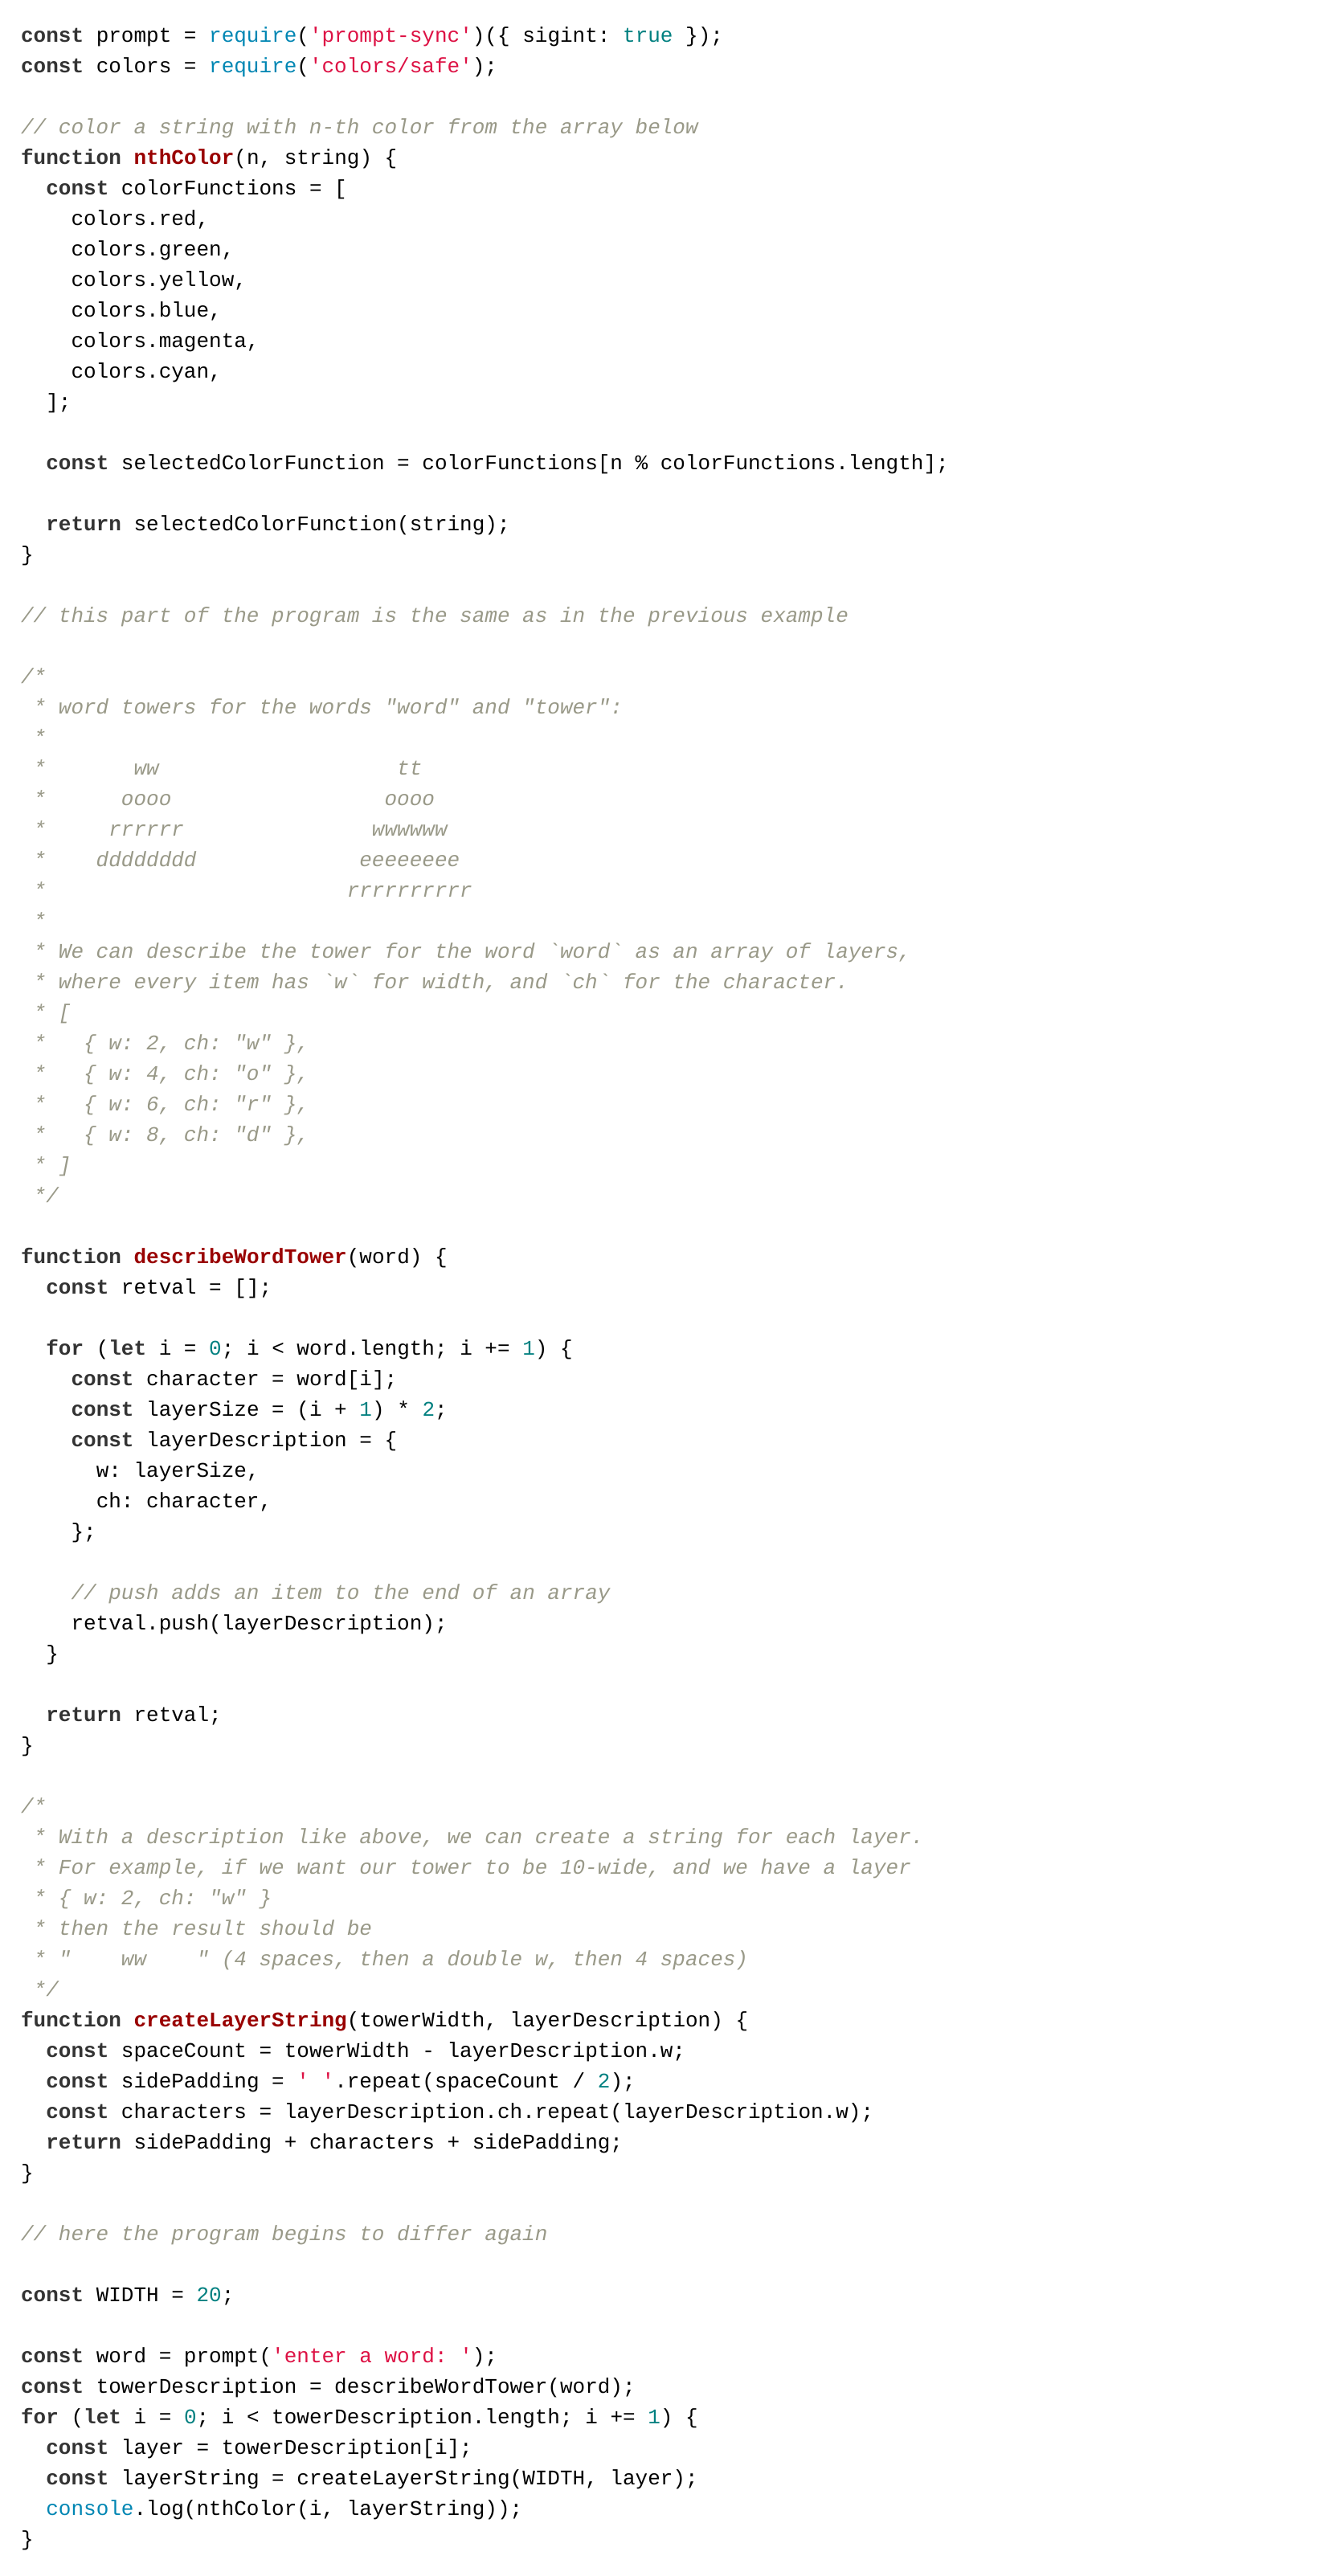 const prompt = require('prompt-sync')({ sigint: true });
const colors = require('colors/safe');

// color a string with n-th color from the array below
function nthColor(n, string) {
  const colorFunctions = [
    colors.red,
    colors.green,
    colors.yellow,
    colors.blue,
    colors.magenta,
    colors.cyan,
  ];

  const selectedColorFunction = colorFunctions[n % colorFunctions.length];

  return selectedColorFunction(string);
}

// this part of the program is the same as in the previous example

/*
 * word towers for the words "word" and "tower":
 *
 *       ww                   tt
 *      oooo                 oooo
 *     rrrrrr               wwwwww
 *    dddddddd             eeeeeeee
 *                        rrrrrrrrrr
 *
 * We can describe the tower for the word `word` as an array of layers,
 * where every item has `w` for width, and `ch` for the character.
 * [
 *   { w: 2, ch: "w" },
 *   { w: 4, ch: "o" },
 *   { w: 6, ch: "r" },
 *   { w: 8, ch: "d" },
 * ]
 */

function describeWordTower(word) {
  const retval = [];

  for (let i = 0; i < word.length; i += 1) {
    const character = word[i];
    const layerSize = (i + 1) * 2;
    const layerDescription = {
      w: layerSize,
      ch: character,
    };

    // push adds an item to the end of an array
    retval.push(layerDescription);
  }

  return retval;
}

/*
 * With a description like above, we can create a string for each layer.
 * For example, if we want our tower to be 10-wide, and we have a layer
 * { w: 2, ch: "w" }
 * then the result should be
 * "    ww    " (4 spaces, then a double w, then 4 spaces)
 */
function createLayerString(towerWidth, layerDescription) {
  const spaceCount = towerWidth - layerDescription.w;
  const sidePadding = ' '.repeat(spaceCount / 2);
  const characters = layerDescription.ch.repeat(layerDescription.w);
  return sidePadding + characters + sidePadding;
}

// here the program begins to differ again

const WIDTH = 20;

const word = prompt('enter a word: ');
const towerDescription = describeWordTower(word);
for (let i = 0; i < towerDescription.length; i += 1) {
  const layer = towerDescription[i];
  const layerString = createLayerString(WIDTH, layer);
  console.log(nthColor(i, layerString));
}